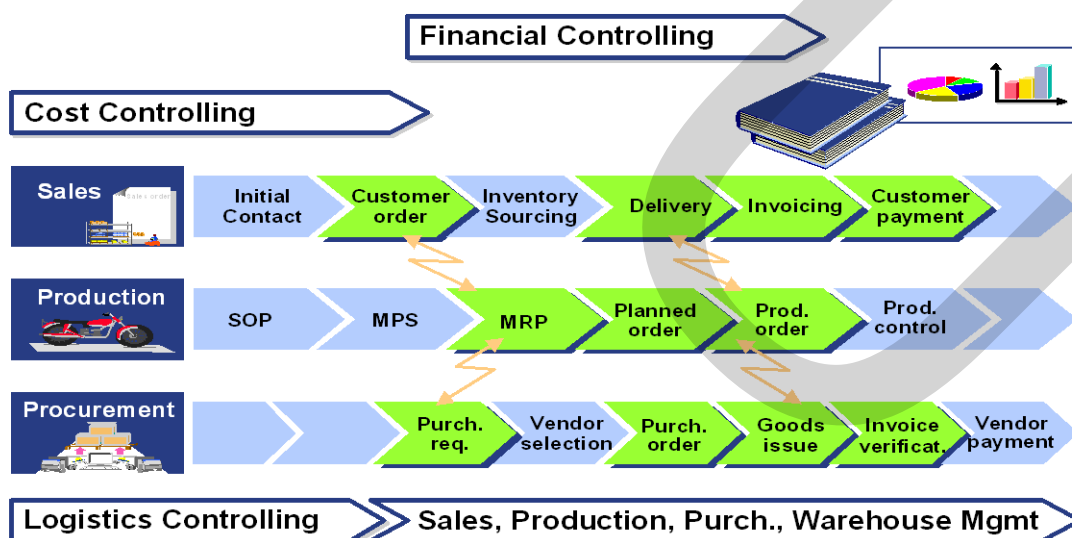 Financial Controlling
Cost Controlling
Sales
Sales order
Initial
Contact
Customer
order
Inventory
Sourcing
Delivery
Invoicing
Customer
payment
Production
SOP
MPS
MRP
Planned
order
Prod.
order
Prod.
control
Procurement
Purch.
req.
Vendor
selection
Purch.
order
Goods
issue
Invoice
verificat.
Vendor
payment
Logistics Controlling
Sales, Production, Purch., Warehouse Mgmt